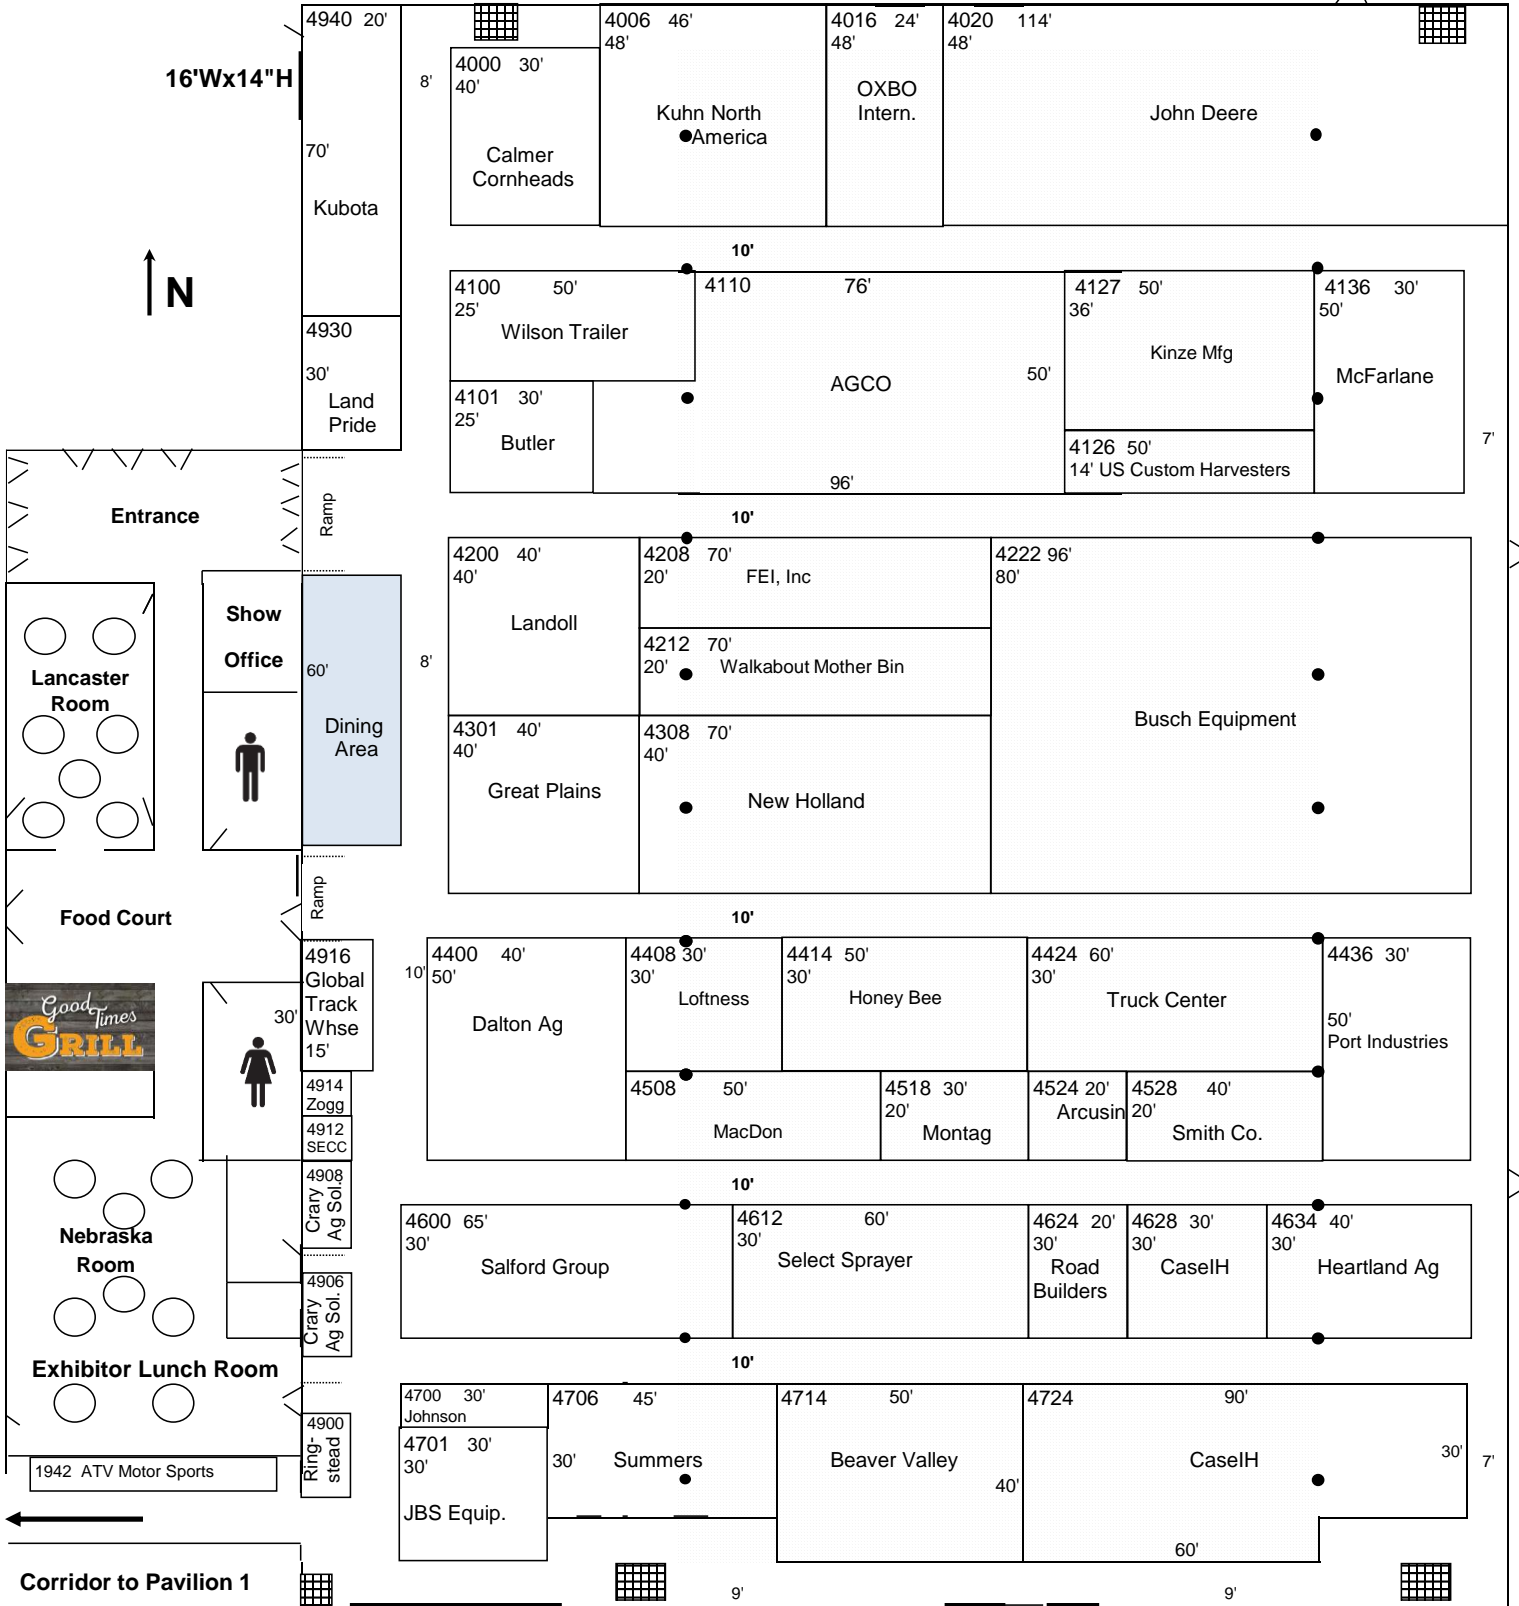 4940 20'
16'Wx14"H
70'
Kubota
8'
4000 30'
40'
Calmer
Cornheads
4006 46'
48'
Kuhn North
America
4016 24'
48'
OXBO
Intern.
4020 114'
48'
John Deere
N
10'
4930
30'
Land
Pride
4100 50'
25'
Wilson Trailer
4101 30'
25'
Butler
4110 76'
AGCO
50'
96'
4127 50'
36'
Kinze Mfg
4126 50'
14' US Custom Harvesters
4136 30'
50'
McFarlane
7'
Entrance
Ramp
10'
Show
Office
Lancaster
Room
60'
Dining
Area
8'
4200 40'
40'
Landoll
4208 70'
20'
FEI, Inc
4212 70'
20'
Walkabout Mother Bin
4222 96'
80'
Busch Equipment
4301 40'
40'
Great Plains
4308 70'
40'
New Holland
Ramp
Food Court
10'
Good
Times
GRILL
30'
4916
Global
Track
Whse
15'
10'
4400 40'
50'
Dalton Ag
4408 30'
30'
Loftness
4414 50'
30'
Honey Bee
4424 60'
30'
Truck Center
4436 30'
50'
Port Industries
4914
Zogg
4912
SECC
4508 50'
MacDon
4518 30'
20'
Montag
4524 20'
Arcusin
4528 40'
20'
Smith Co.
4908
Crary
Ag Sol.
10'
Nebraska
Room
4906
Crary
Ag Sol.
4600 65'
30'
Salford Group
4612 60'
30'
Select Sprayer
4624 20'
30'
Road
Builders
4628 30'
30'
CaseIH
4634 40'
30'
Heartland Ag
10'
Exhibitor Lunch Room
4900
Ring-
stead
4700 30'
Johnson
4701 30'
30'
JBS Equip.
4706 45'
30'
Summers
4714 50'
Beaver Valley
40'
4724 90'
CaseIH
30'
60'
7'
1942 ATV Motor Sports
Corridor to Pavilion 1
9'
9'